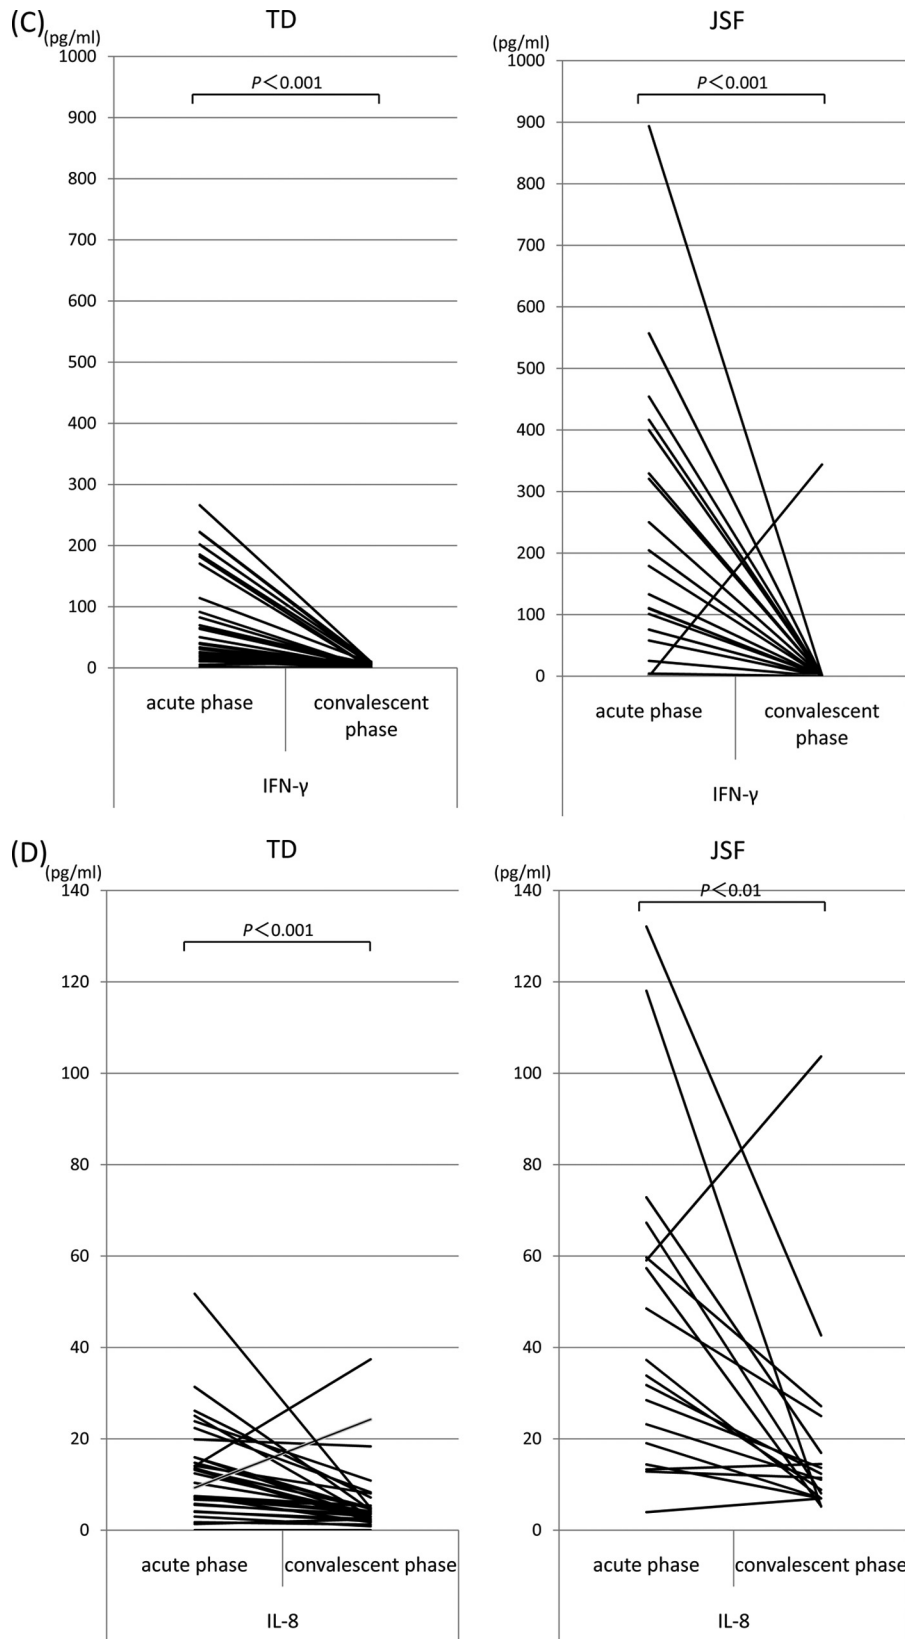 (C)
TD
JSF
(pg/ml)
(pg/ml)
1000
900
800
700
600
500
400
300
200
100
0
P＜0.001
acute phase
convalescent
phase
IFN-γ
1000
900
800
700
600
500
400
300
200
100
0
P＜0.001
acute phase
convalescent
phase
IFN-γ
(D)
TD
JSF
(pg/ml)
(pg/ml)
140
120
100
80
60
40
20
0
P＜0.001
acute phase
convalescent phase
IL-8
140
120
100
80
60
40
20
0
P＜0.01
acute phase
convalescent phase
IL-8